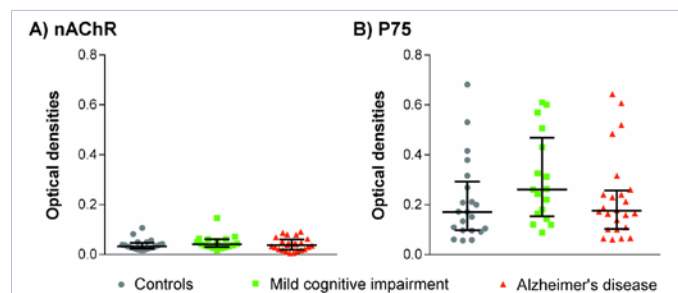 A) nAChR
B) P75
Optical densities
0.8
0.6
0.4
0.2
0.0
Optical densities
0.8
0.6
0.4
0.2
0.0
Controls
Mild cognitive impairment
Alzheimer's disease